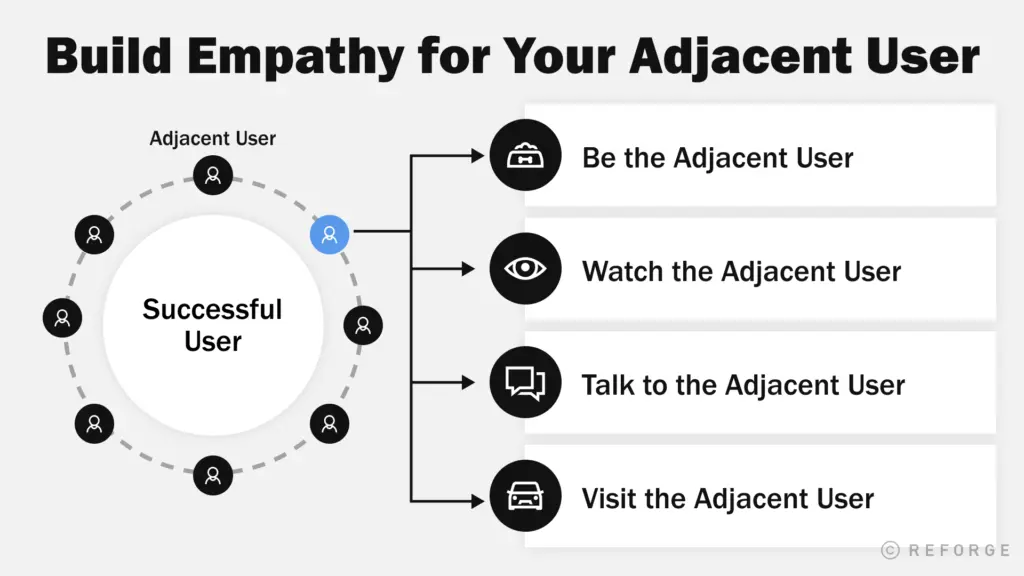 Build Empathy for Your Adjacent User
Adjacent User
Successful
User
Be the Adjacent User
Watch the Adjacent User
Talk to the Adjacent User
Visit the Adjacent User
© REFORGE